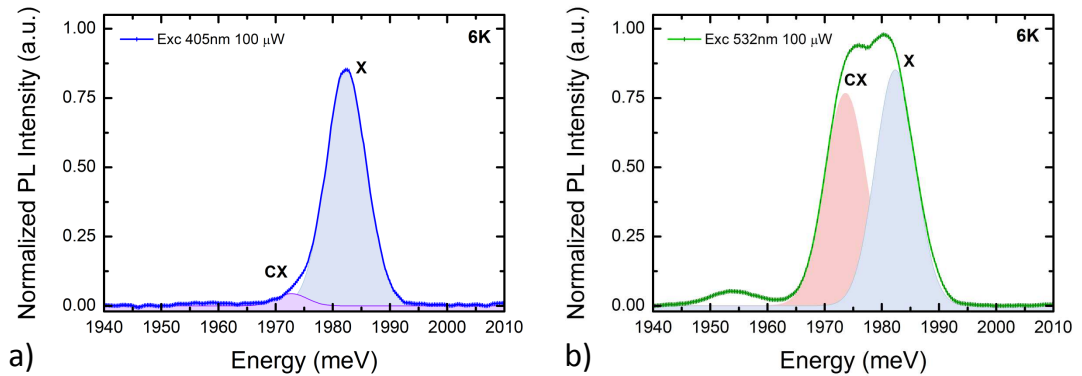 Exc 405nm 100 μW
6K
X
CX
Normalized PL Intensity (a.u.)
1.00
0.75
0.50
0.25
0.00
1940 1950 1960 1970 1980 1990 2000 2010
Energy (meV)
a)
Exc 532nm 100 μW
6K
X
CX
Normalized PL Intensity (a.u.)
1.00
0.75
0.50
0.25
0.00
1940 1950 1960 1970 1980 1990 2000 2010
Energy (meV)
b)